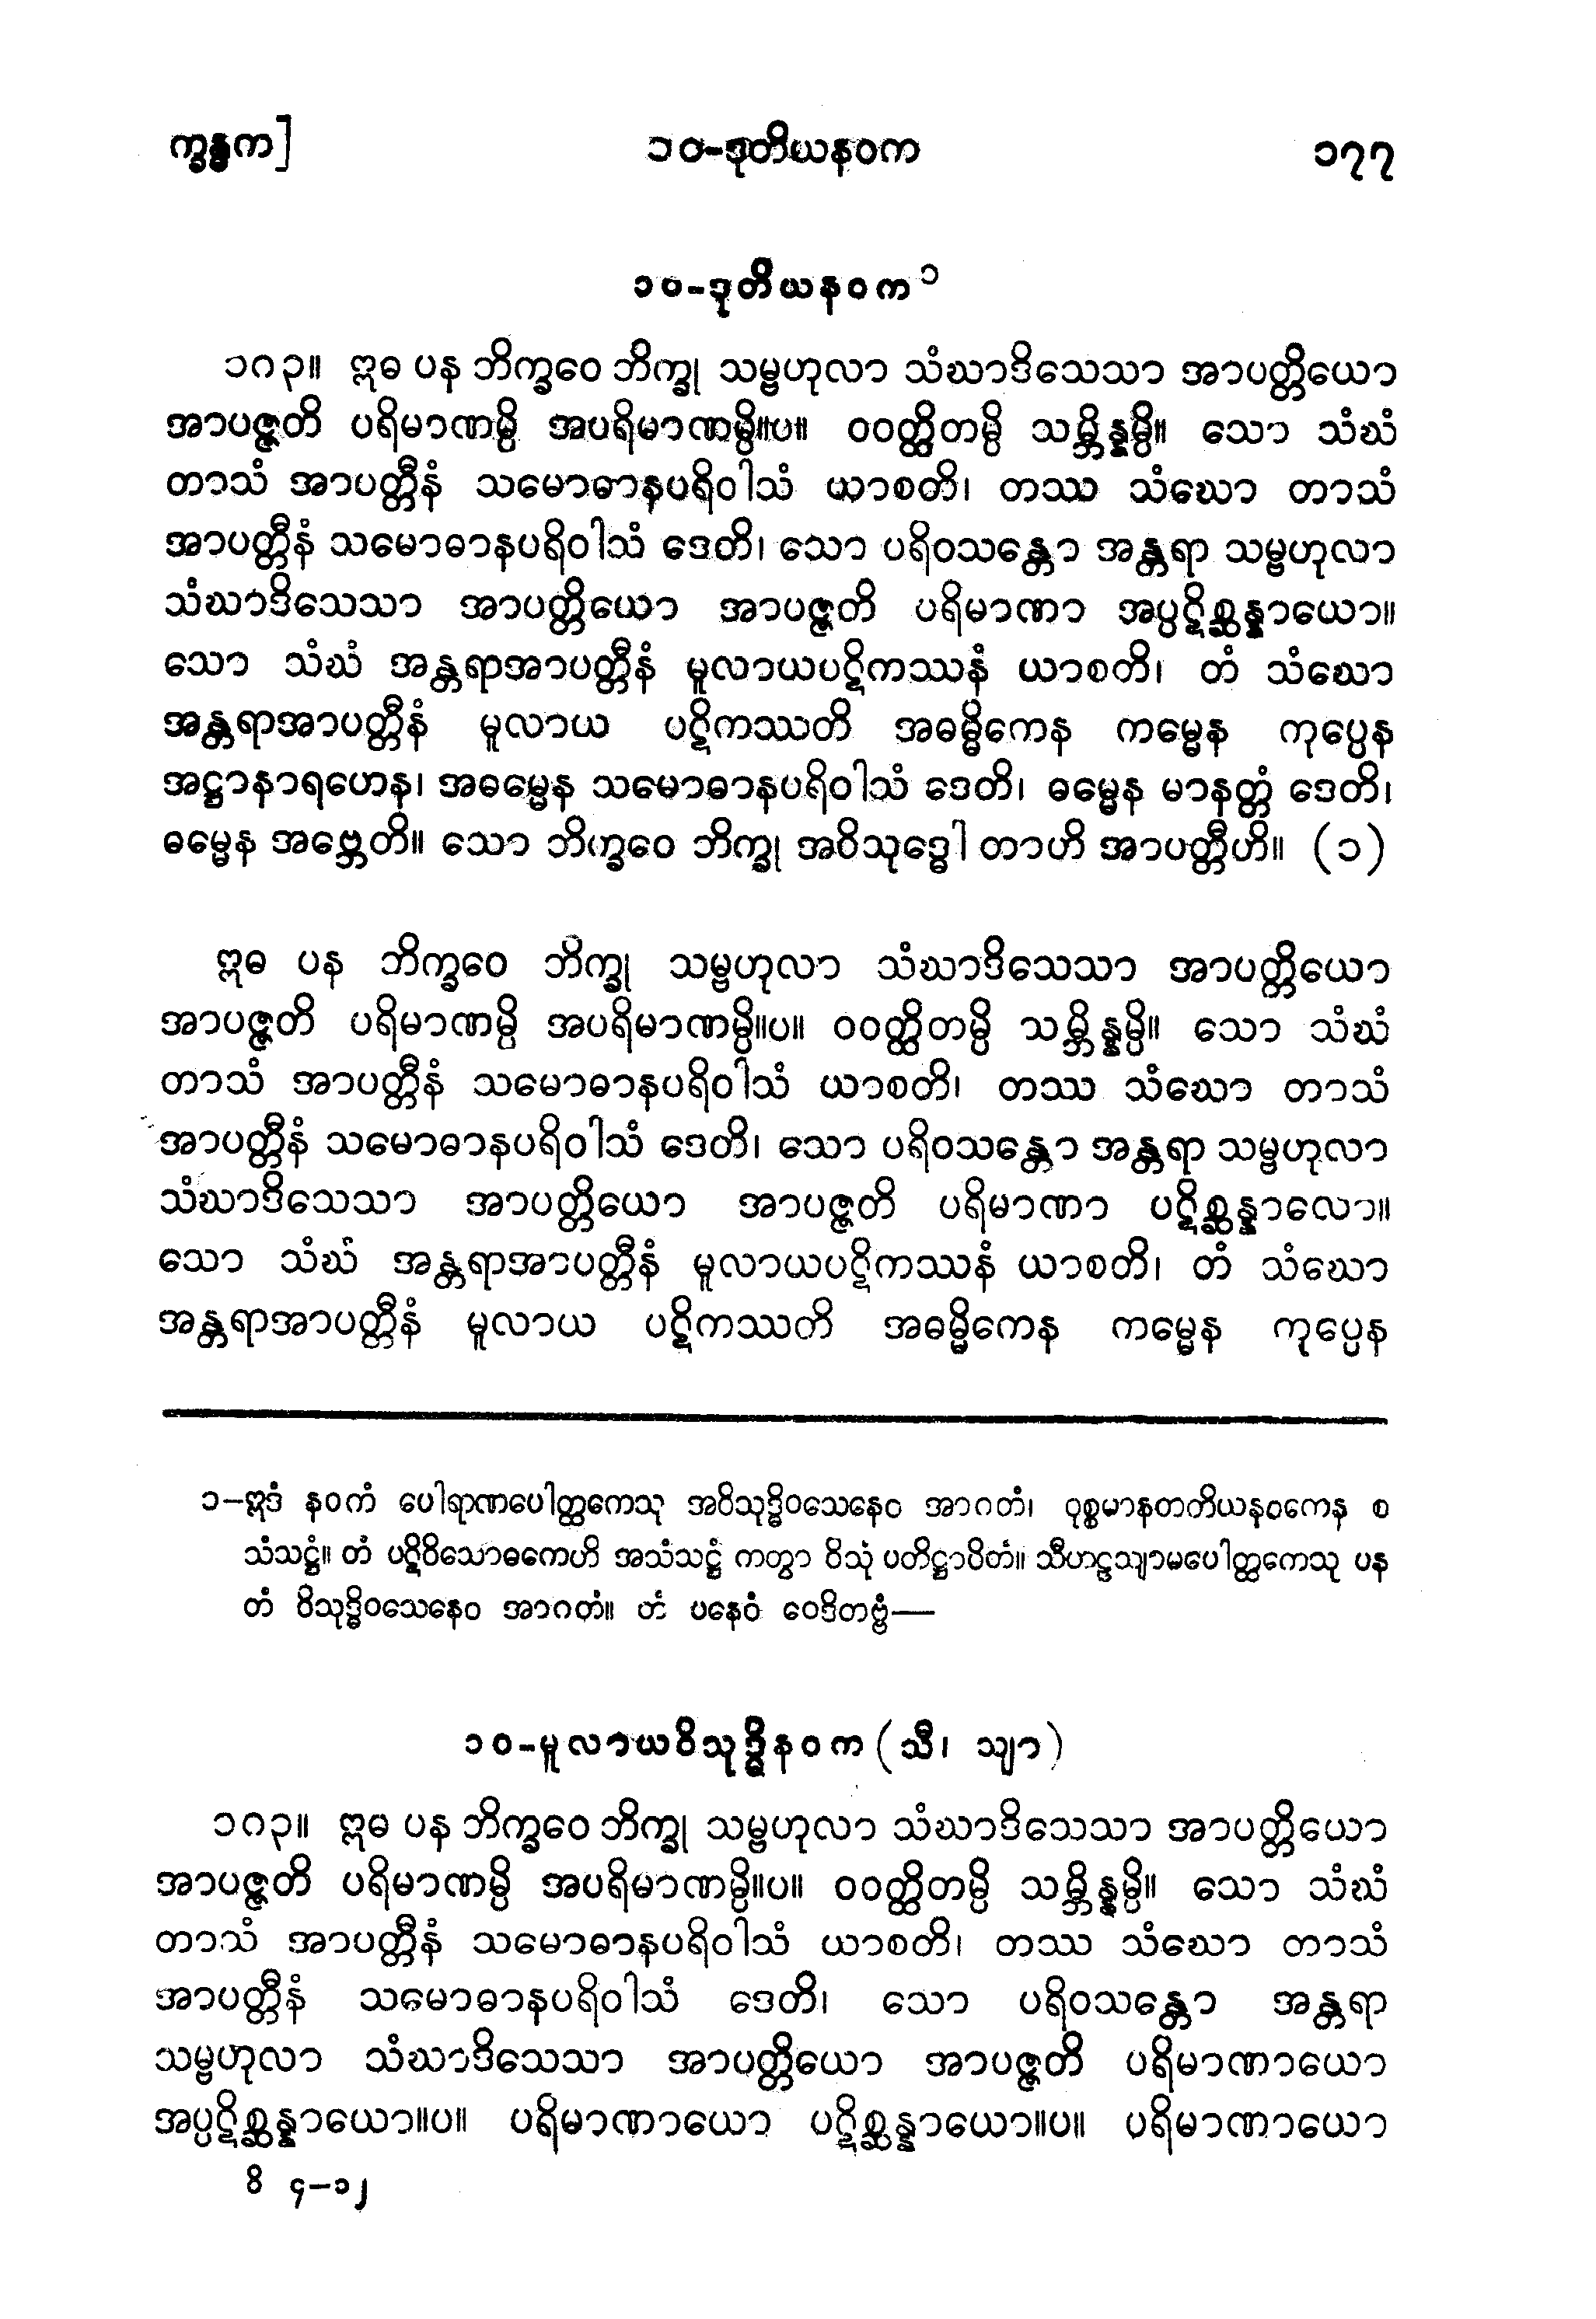 က္ခန္ဓက]
၁၀-ဒုတိယနဝက
၁၇၇
၁၀-ဒုတိယနဝက ၁
၁၈၃။ ဣဓ ပန ဘိက္ခဝေ ဘိက္ခု သမ္ဗဟုလာ သံဃာဒိသေသာ အာပတ္တိယော
အာပဇ္ဇတိ ပရိမာဏမ္ပိ အပရိမာဏမ္ပိ။ပ။ ဝဝတ္ထိတမ္ပိ သမ္ဘိန္နမ္ပိ။ သော သံဃံ
တာသံ အာပတ္တီနံ သမောဓာနပရိဝါသံ ယာစတိ၊ တဿ သံဃော တာသံ
အာပတ္တီနံ သမောဓာနပရိဝါသံ ဒေတိ၊ သော ပရိဝသန္တော အန္တရာ သမ္ဗဟုလာ
သံဃာဒိသေသာ အာပတ္တိယော အာပဇ္ဇတိ ပရိမာဏာ အပ္ပဋိစ္ဆန္နာယော။
သော သံဃံ အန္တရာအာပတ္တီနံ မူလာယပဋိကဿနံ ယာစတိ၊ တံ သံဃော
အန္တရာအာပတ္တီနံ မူလာယ ပဋိကဿတိ အဓမ္မိကေန ကမ္မေန ကုပ္ပေန
အဋ္ဌာနာရဟေန၊ အဓမ္မေန သမောဓာနပရိဝါသံ ဒေတိ၊ ဓမ္မေန မာနတ္တံ ဒေတိ၊
ဓမ္မေန အဗ္ဘေတိ။ သော ဘိက္ခဝေ ဘိက္ခု အဝိသုဒ္ဓေါ တာဟိ အာပတ္တီဟိ။ (၁)
ဣဓ ပန ဘိက္ခဝေ ဘိက္ခု သမ္ဗဟုလာ သံဃာဒိသေသာ အာပတ္တိယော
အာပဇ္ဇတိ ပရိမာဏမ္ပိ အပရိမာဏမ္ပိ။ပ။ ဝဝတ္ထိတမ္ပိ သမ္ဘိန္နမ္ပိ။ သော သံဃံ
တာသံ အာပတ္တီနံ သမောဓာနပရိဝါသံ ယာစတိ၊ တဿ သံဃော တာသံ
အာပတ္တီနံ သမောဓာနပရိဝါသံ ဒေတိ၊ သော ပရိဝသန္တော အန္တရာ သမ္ဗဟုလာ
သံဃာဒိသေသာ အာပတ္တိယော အာပဇ္ဇတိ ပရိမာဏာ ပဋိစ္ဆန္နာလော။
သော သံဃံ အန္တရာအာပတ္တီနံ မူလာယပဋိကဿနံ ယာစတိ၊ တံ သံဃော
အန္တရာအာပတ္တီနံ မူလာယ ပဋိကဿတိ အဓမ္မိကေန ကမ္မေန ကုပ္ပေန
၁-ဣဒံ နဝကံ ပေါရာဏပေါတ္ထကေသု အဝိသုဒ္ဓိဝသေနေဝ အာဂတံ၊ ဝုစ္စမာနတတိယနဝကေန စ
သံသဋ္ဌံ။ တံ ပဋိဝိသောဓကေဟိ အသံသဋ္ဌံ ကတွာ ဝိသုံ ပတိဋ္ဌာပိတံ။ သီဟဠသျာမပေါတ္ထကေသု ပန
တံ ဝိသုဒ္ဓိဝသေနေဝ အာဂတံ။ တံ ပနေဝံ ဝေဒိတဗ္ဗံ—
၁၀-မူလာယဝိသုဒ္ဓိနဝက (သီ၊ သျာ)
၁၈၃။ ဣဓ ပန ဘိက္ခဝေ ဘိက္ခု သမ္ဗဟုလာ သံဃာဒိသေသာ အာပတ္တိယော
အာပဇ္ဇတိ ပရိမာဏမ္ပိ အပရိမာဏမ္ပိ။ပ။ ဝဝတ္ထိတမ္ပိ သမ္ဘိန္နမ္ပိ။ သော သံဃံ
တာသံ အာပတ္တီနံ သမောဓာနပရိဝါသံ ယာစတိ၊ တဿ သံဃော တာသံ
အာပတ္တီနံ သမောဓာနပရိဝါသံ ဒေတိ၊ သော ပရိဝသန္တော အန္တရာ
သမ္ဗဟုလာ သံဃာဒိသေသာ အာပတ္တိယော အာပဇ္ဇတိ ပရိမာဏာယော
အပ္ပဋိစ္ဆန္နာယော။ပ။ ပရိမာဏာယော ပဋိစ္ဆန္နာယော။ပ။ ပရိမာဏာယော
ဝိ ၄-၁၂